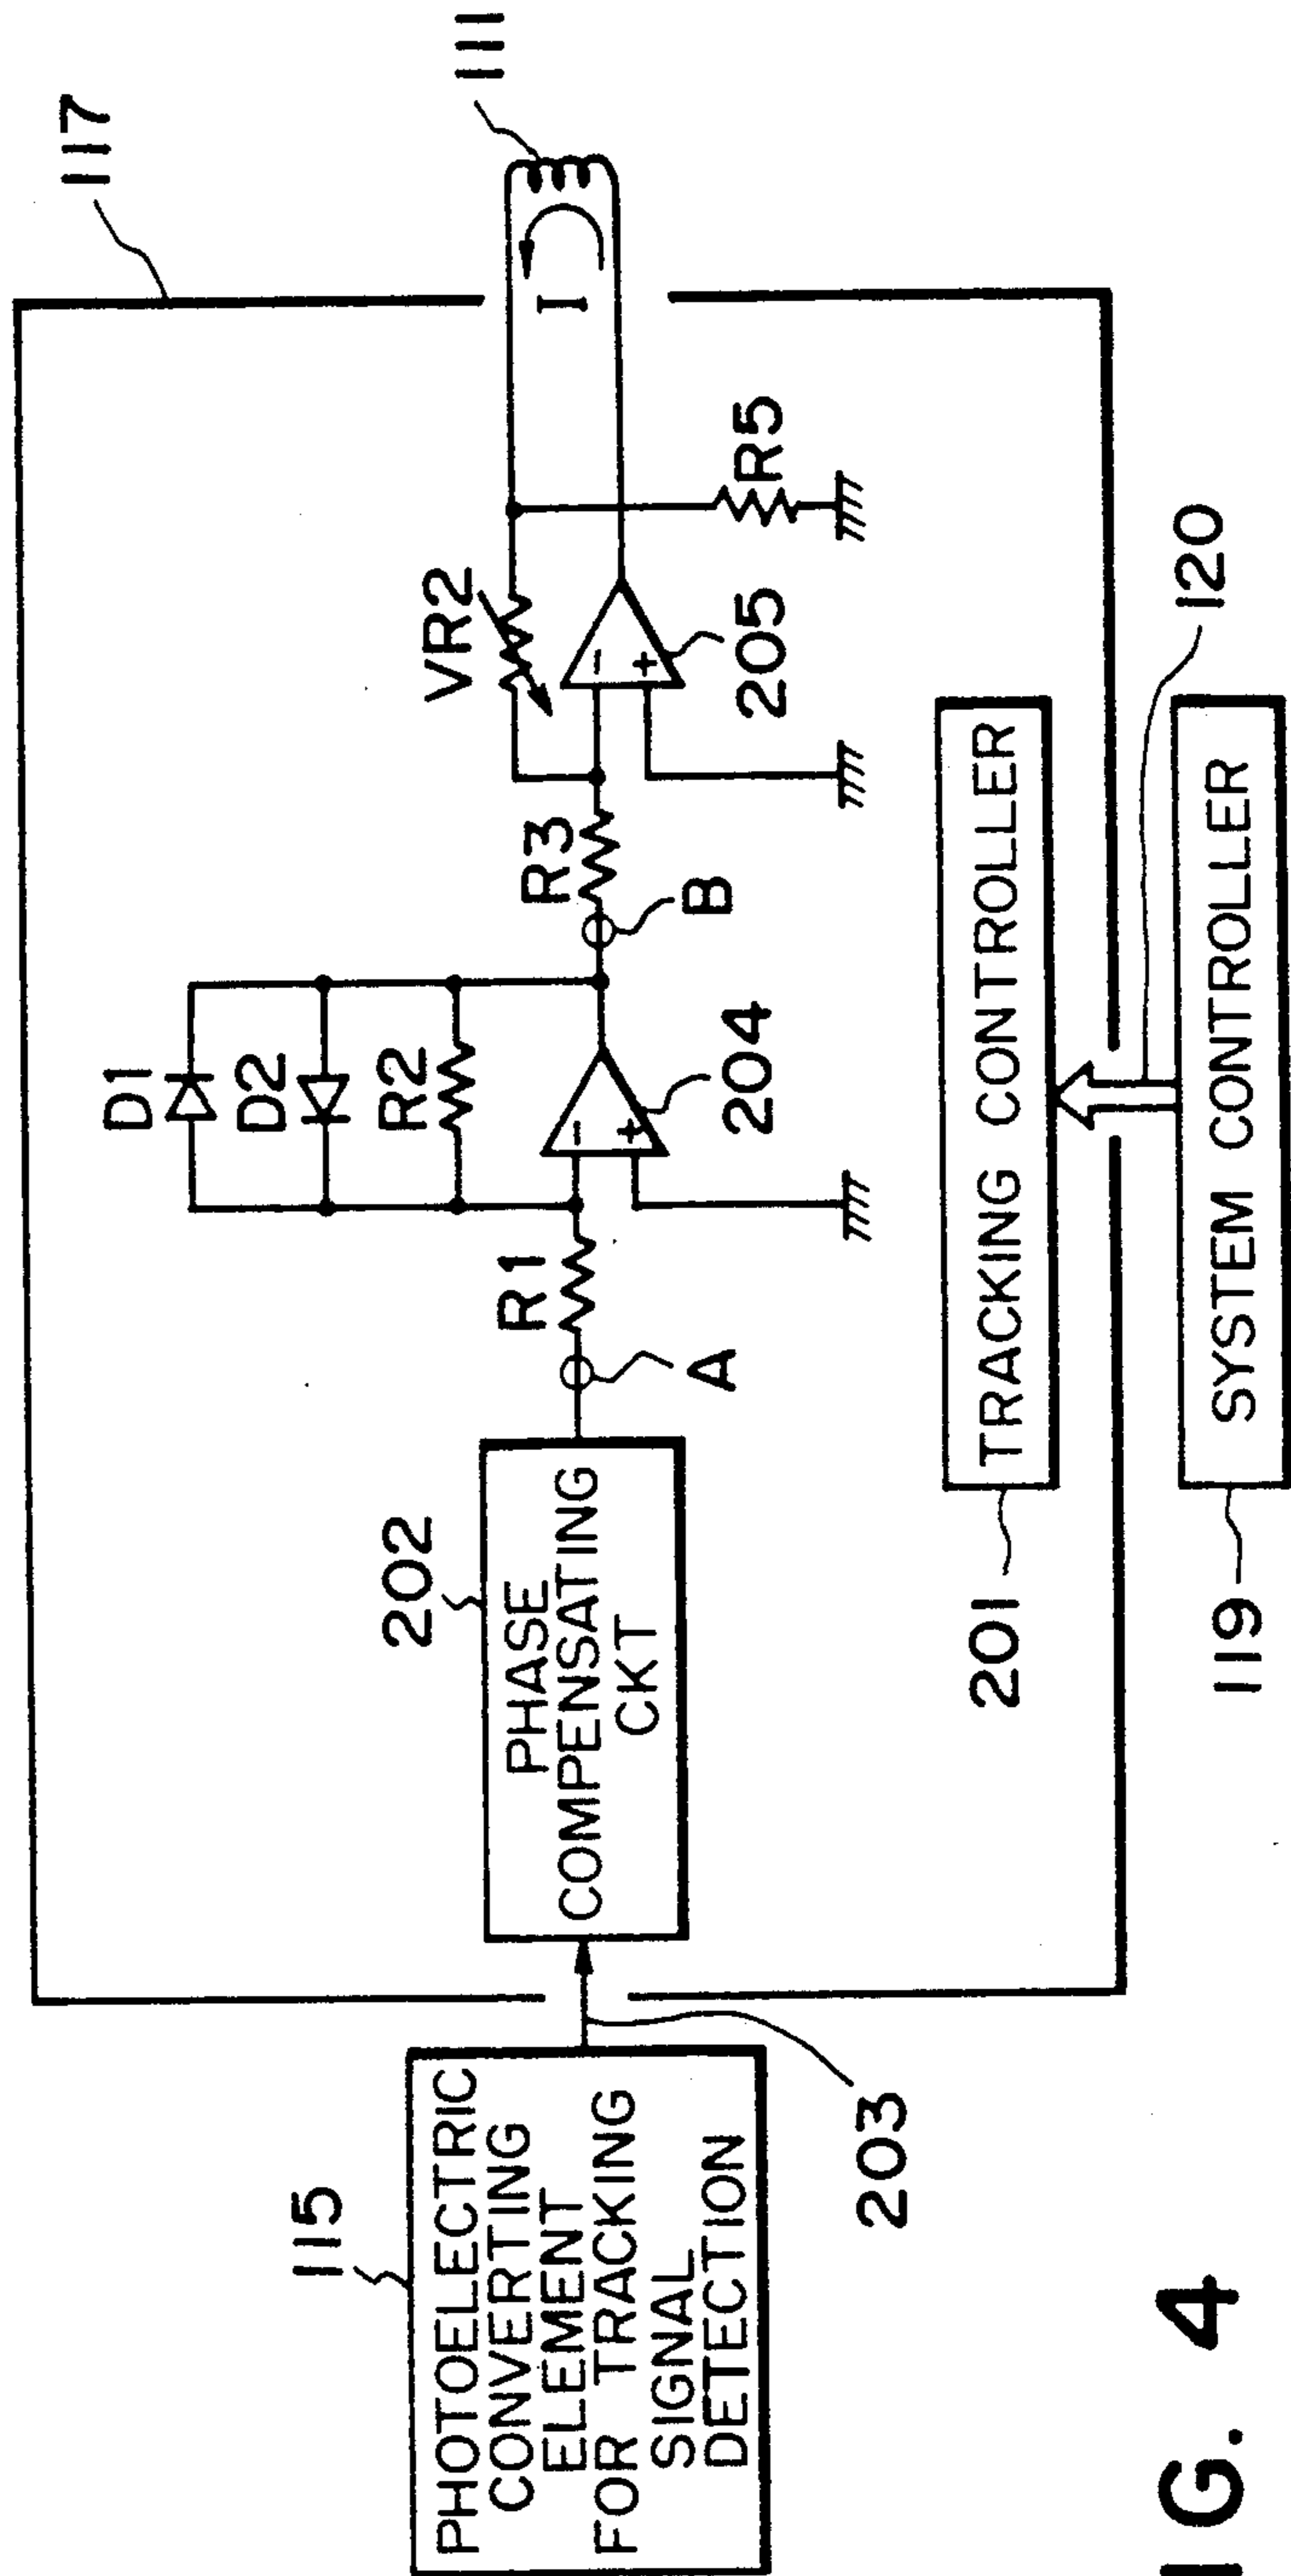 117
111
I
VR2
R5
205
R3
B
D1
D2
R2
204
R1
A
202
PHASE
COMPENSATING
CKT
115
PHOTOELECTRIC
CONVERTING
ELEMENT
FOR TRACKING
SIGNAL
DETECTION
203
TRACKING CONTROLLER
201
120
SYSTEM CONTROLLER
119
- 
+
-
+
IG. 4